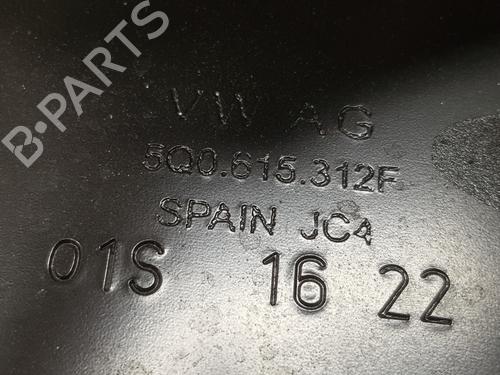 B-PARTS
VW AG
5Q0.615.312F
SPAIN JC4
01S 16 22